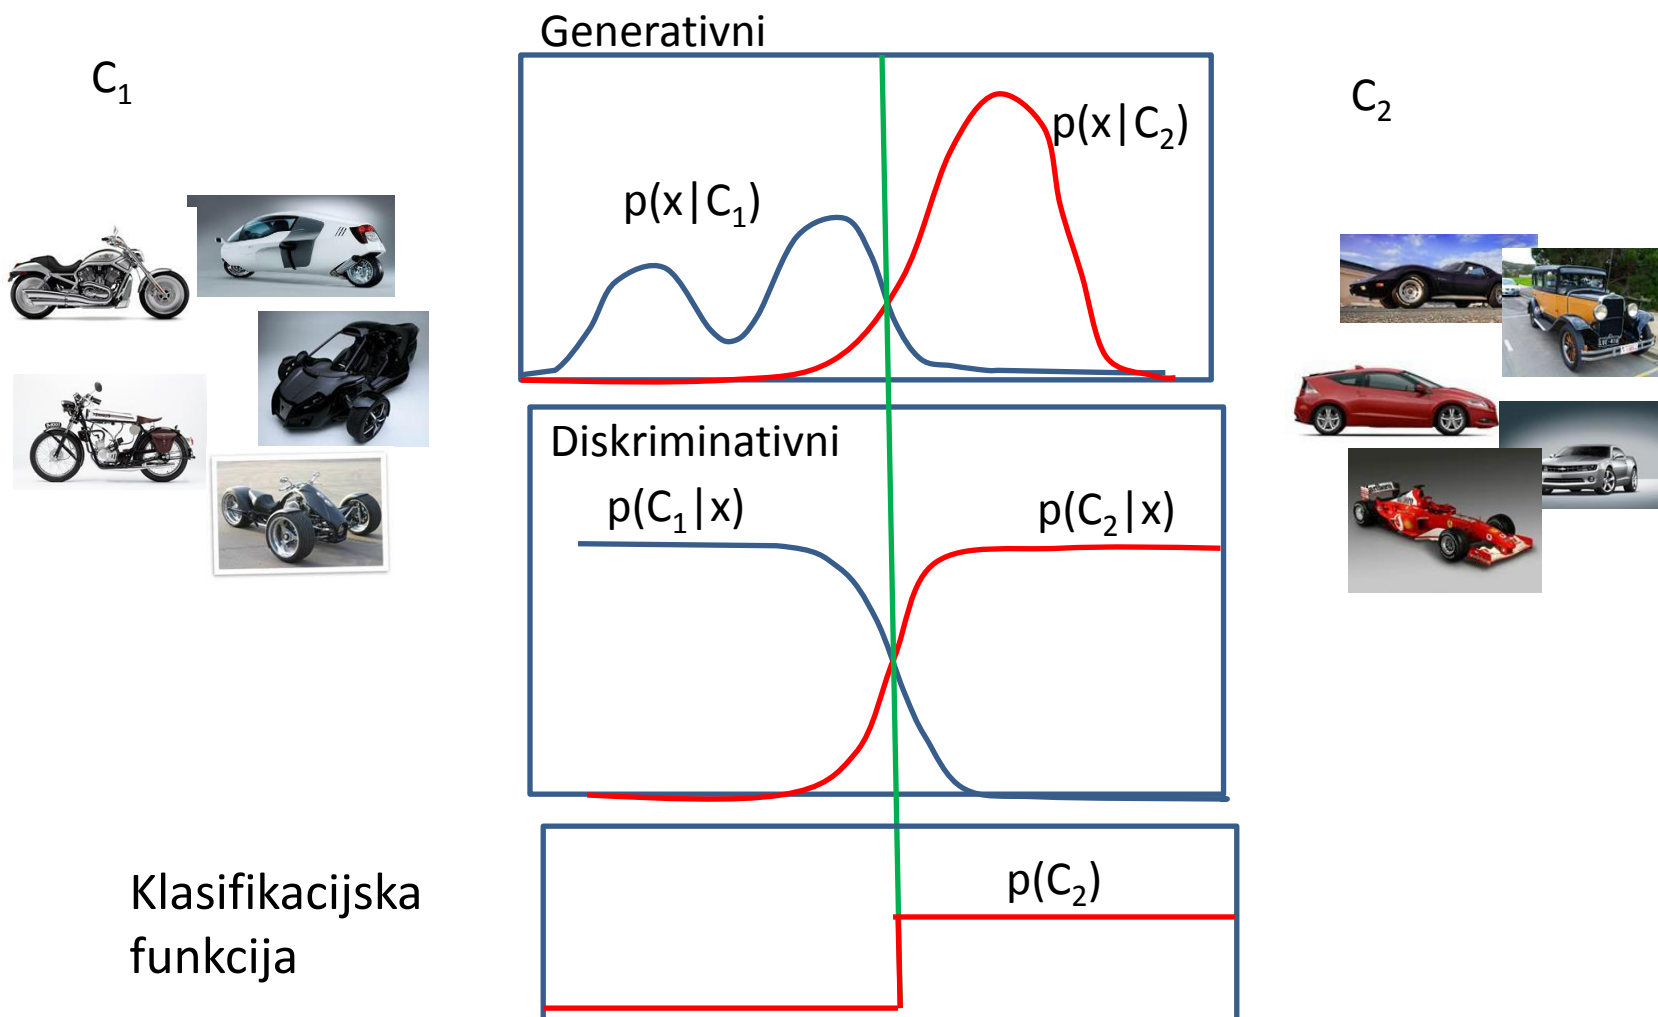 Generativni
C₁
C₂
p(x|C₂)
p(x|C₁)
Diskriminativni
p(C₁|x)
p(C₂|x)
p(C₂)
Klasifikacijska
funkcija